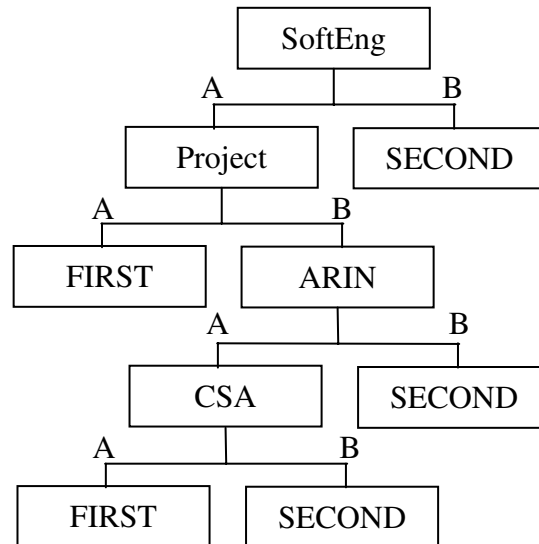 SoftEng
A B
Project SECOND
A B
FIRST ARIN
A B
CSA SECOND
A B
FIRST SECOND